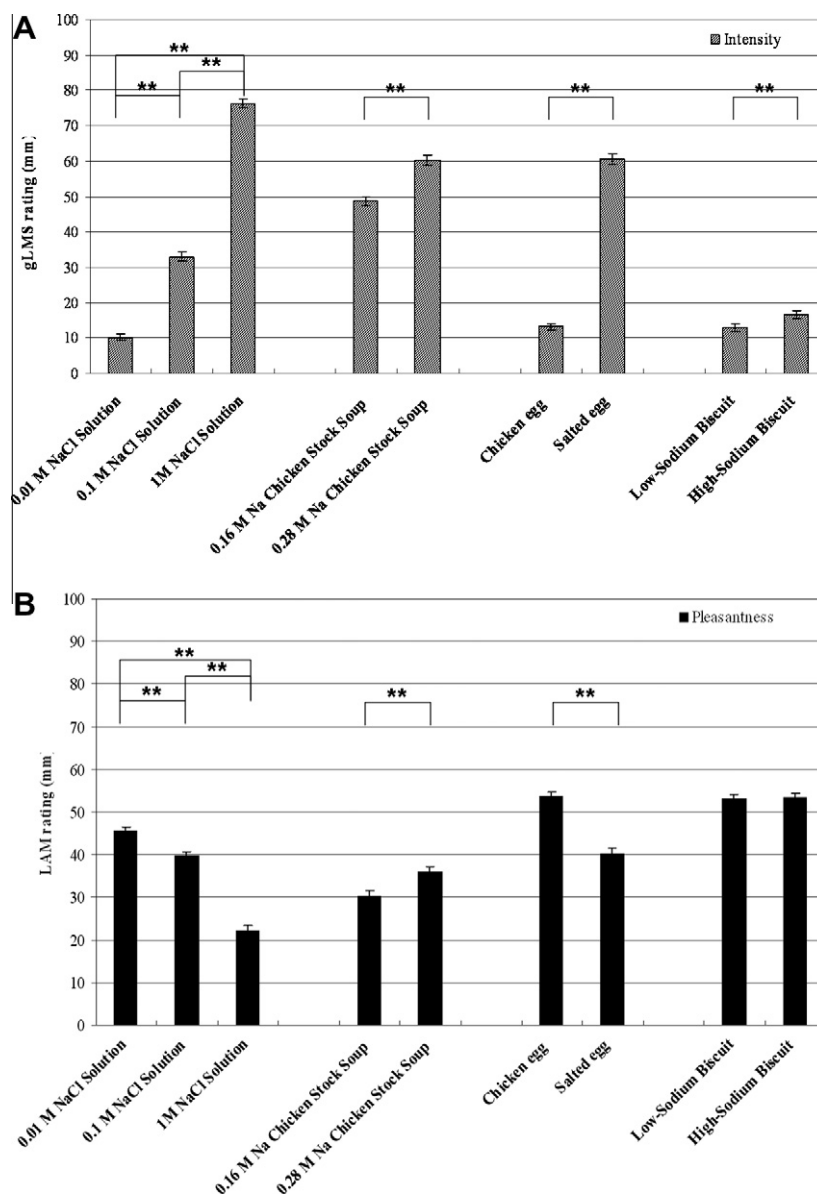 A
100
90
80
70
60
50
40
30
20
10
0
gLMS rating (mm)
Intensity
**
** **
**
**
**
0.01 M NaCl Solution
0.1 M NaCl Solution
1M NaCl Solution
0.16 M Na Chicken Stock Soup
0.28 M Na Chicken Stock Soup
Chicken egg
Salted egg
Low-Sodium Biscuit
High-Sodium Biscuit
B
100
90
80
70
60
50
40
30
20
10
0
LAM rating (mm)
Pleasantness
**
** **
**
**
0.01 M NaCl Solution
0.1 M NaCl Solution
1M NaCl Solution
0.16 M Na Chicken Stock Soup
0.28 M Na Chicken Stock Soup
Chicken egg
Salted egg
Low-Sodium Biscuit
High-Sodium Biscuit